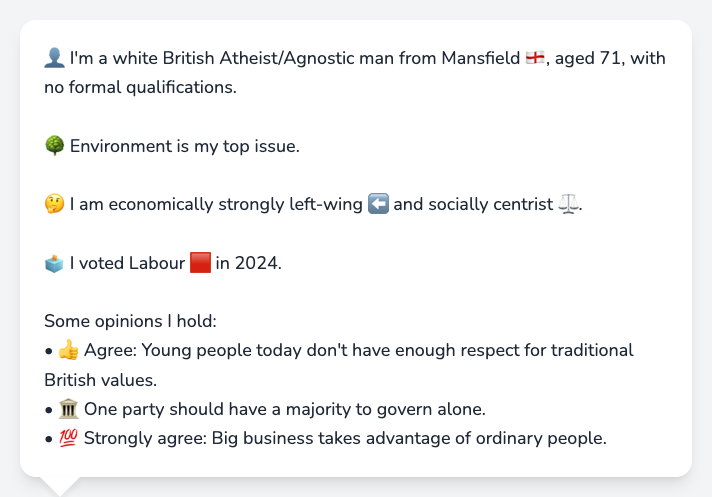 👤 I'm a white British Atheist/Agnostic man from Mansfield 🏴󠁧󠁢󠁥󠁮󠁧󠁿, aged 71, with
no formal qualifications.
🌳 Environment is my top issue.
🤔 I am economically strongly left-wing ⬅️ and socially centrist ⚖️.
🗳️ I voted Labour 🟥 in 2024.
Some opinions I hold:
• 👍 Agree: Young people today don't have enough respect for traditional
British values.
• 🏛️ One party should have a majority to govern alone.
• 💯 Strongly agree: Big business takes advantage of ordinary people.